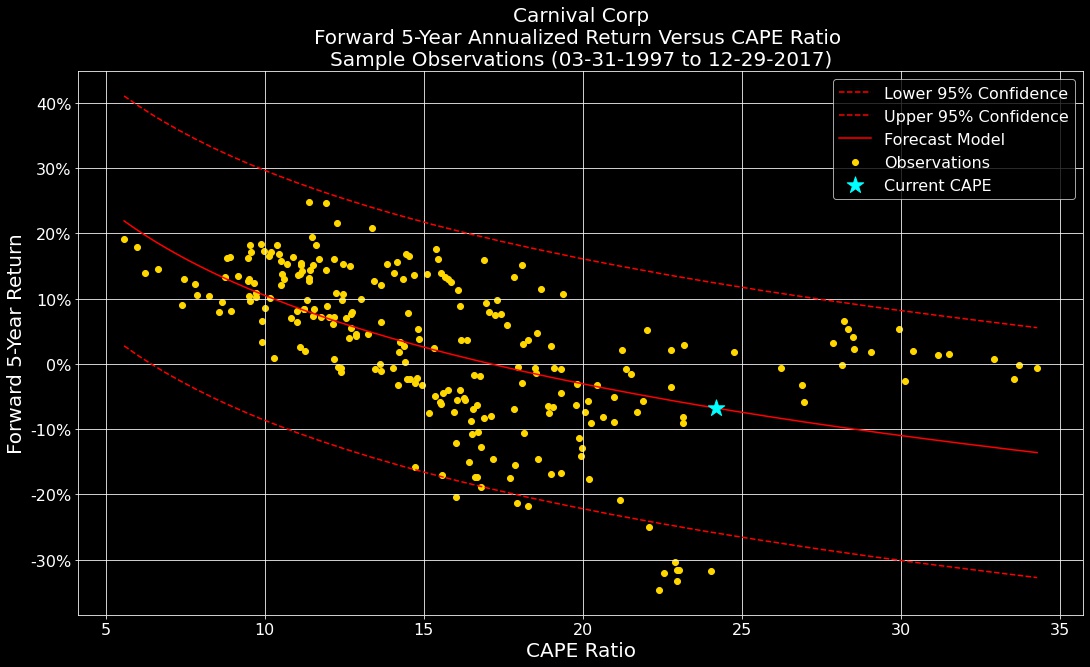 Carnival Corp
Forward 5-Year Annualized Return Versus CAPE Ratio
Sample Observations (03-31-1997 to 12-29-2017)
Lower 95% Confidence
Upper 95% Confidence
Forecast Model
Observations
Current CAPE
Forward 5-Year Return
40%
30%
20%
10%
0%
-10%
-20%
-30%
5
10
15
20
25
30
35
CAPE Ratio